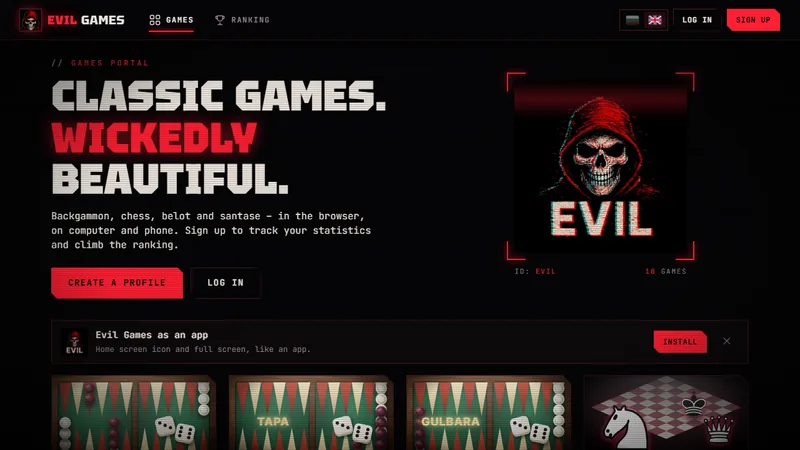 EVIL GAMES
GAMES
RANKING
LOG IN
SIGN UP
// GAMES PORTAL
CLASSIC GAMES.
WICKEDLY
BEAUTIFUL.
Backgammon, chess, belot and santase – in the browser,
on computer and phone. Sign up to track your statistics
and climb the ranking.
CREATE A PROFILE
LOG IN
EVIL
ID: EVIL
10 GAMES
EVIL
Evil Games as an app
Home screen icon and full screen, like an app.
INSTALL
TAPA
GULBARA